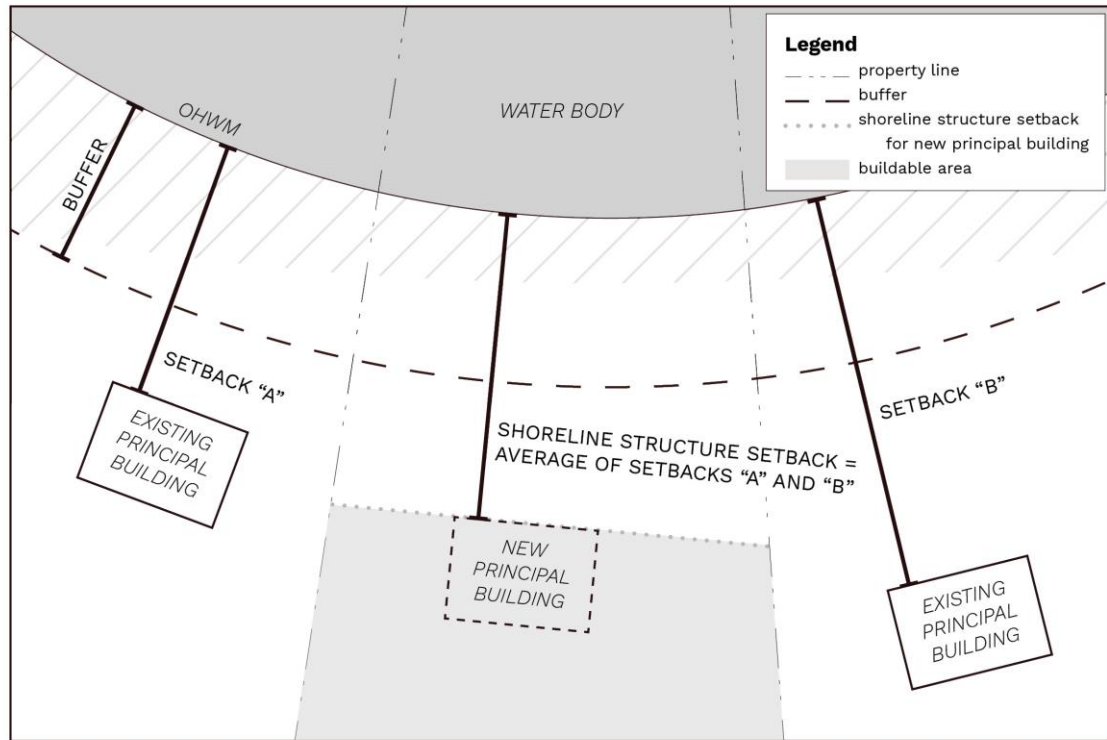 Legend
property line
buffer
shoreline structure setback
for new principal building
buildable area
OHWM
WATER BODY
BUFFER
SETBACK “A”
EXISTING
PRINCIPAL
BUILDING
SHORELINE STRUCTURE SETBACK =
AVERAGE OF SETBACKS “A” AND “B”
SETBACK “B”
NEW
PRINCIPAL
BUILDING
EXISTING
PRINCIPAL
BUILDING